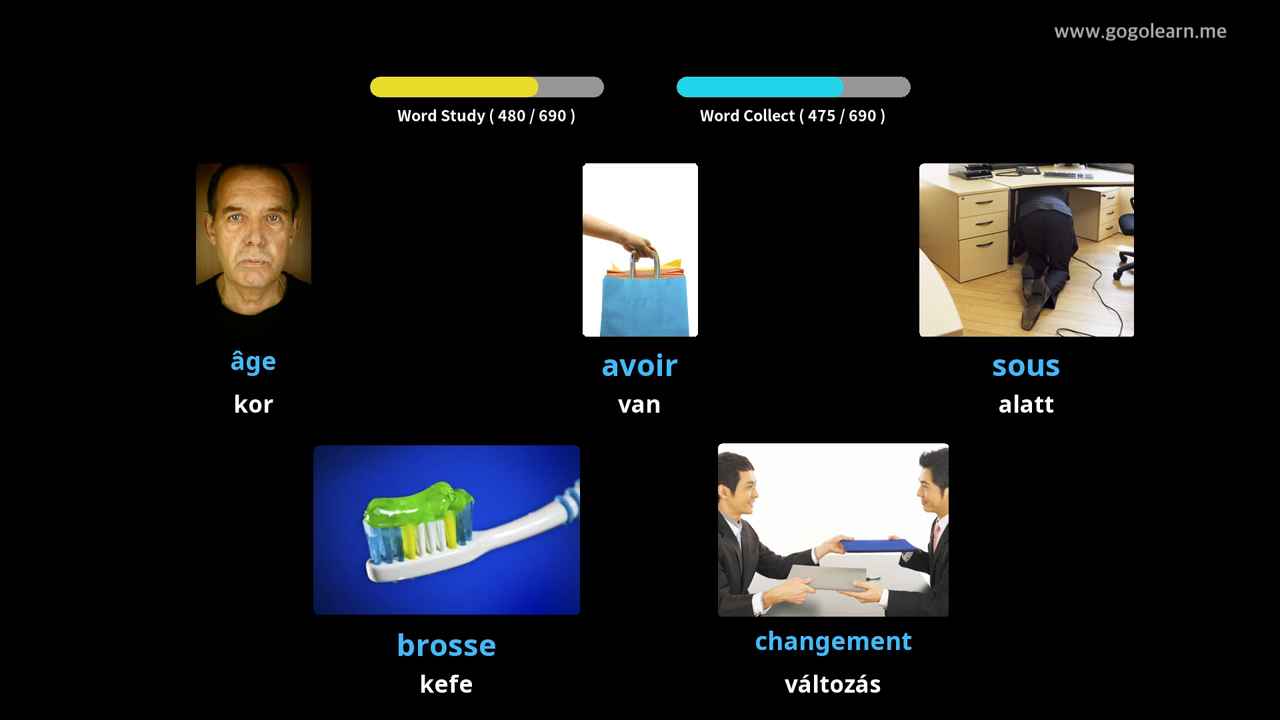 www.gogolearn.me
Word Study ( 480 / 690 )
Word Collect ( 475 / 690 )
âge
avoir
sous
kor
van
alatt
brosse
changement
kefe
változás